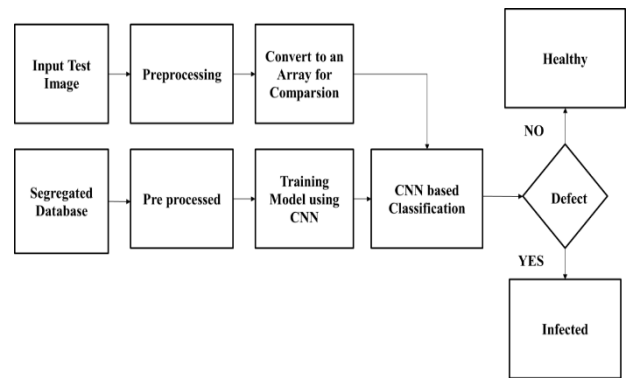 Input Test
Image
Preprocessing
Convert to an
Array for
Comparsion
Healthy
NO
Segregated
Database
Pre processed
Training
Model using
CNN
CNN based
Classification
Defect
YES
Infected